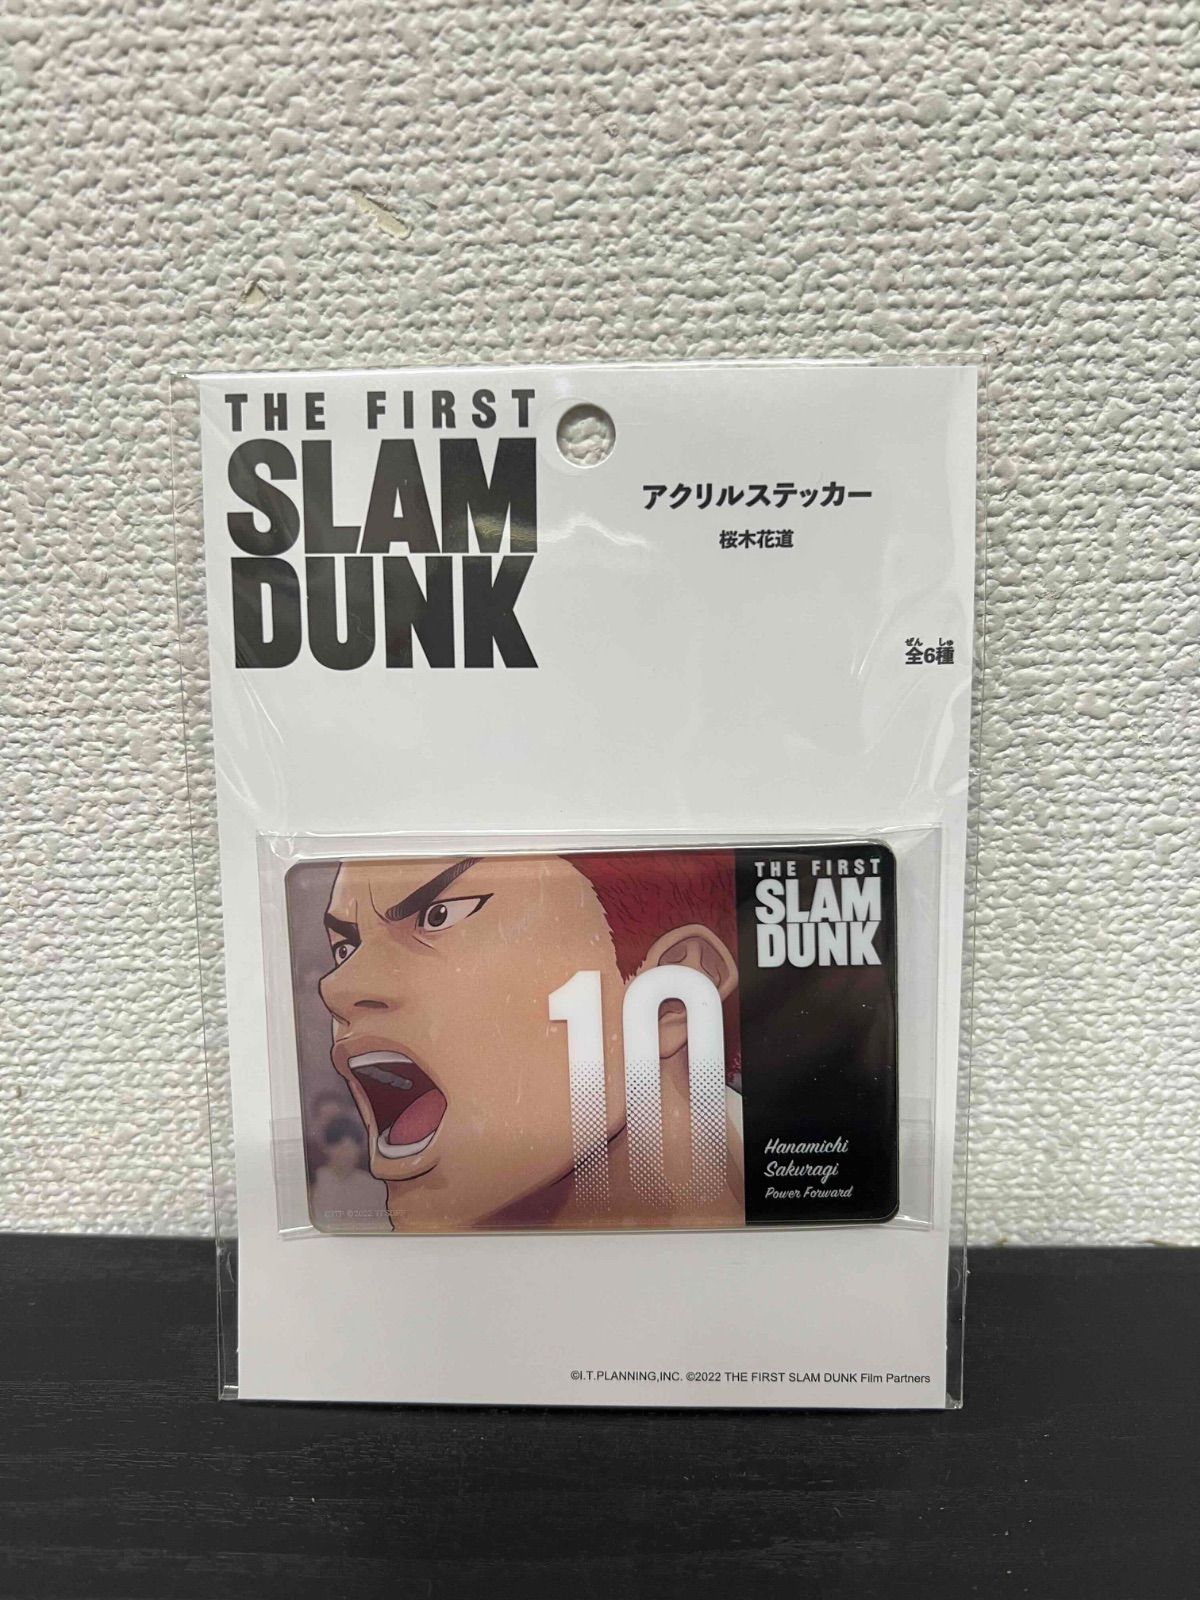 THE FIRST
SLAM
DUNK
アクリルステッカー
桜木花道
ぜん しゅ
全6種
THE FIRST
SLAM
DUNK
10
Hanamichi
Sakuragi
Power Forward
©I.T.PLANNING,INC. ©2022 THE FIRST SLAM DUNK Film Partners